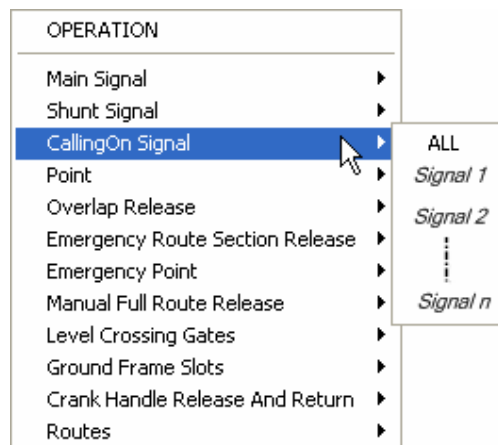 OPERATION
Main Signal
Shunt Signal
CallingOn Signal
ALL
Point
Signal 1
Overlap Release
Signal 2
Emergency Route Section Release
Emergency Point
Manual Full Route Release
Signal n
Level Crossing Gates
Ground Frame Slots
Crank Handle Release And Return
Routes